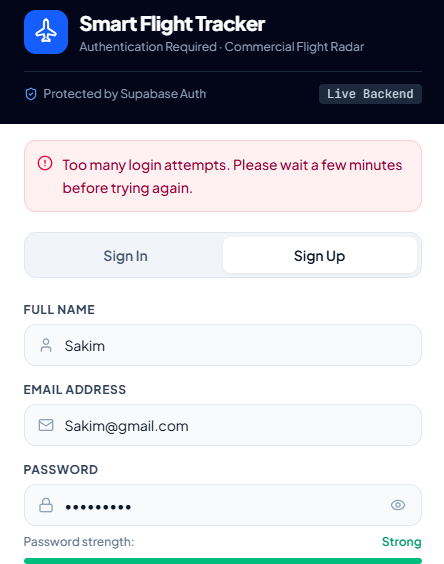 Smart Flight Tracker
Authentication Required · Commercial Flight Radar
Protected by Supabase Auth
Live Backend
Too many login attempts. Please wait a few minutes
before trying again.
Sign In
Sign Up
FULL NAME
Sakim
EMAIL ADDRESS
Sakim@gmail.com
PASSWORD
•••••••••
Password strength:
Strong